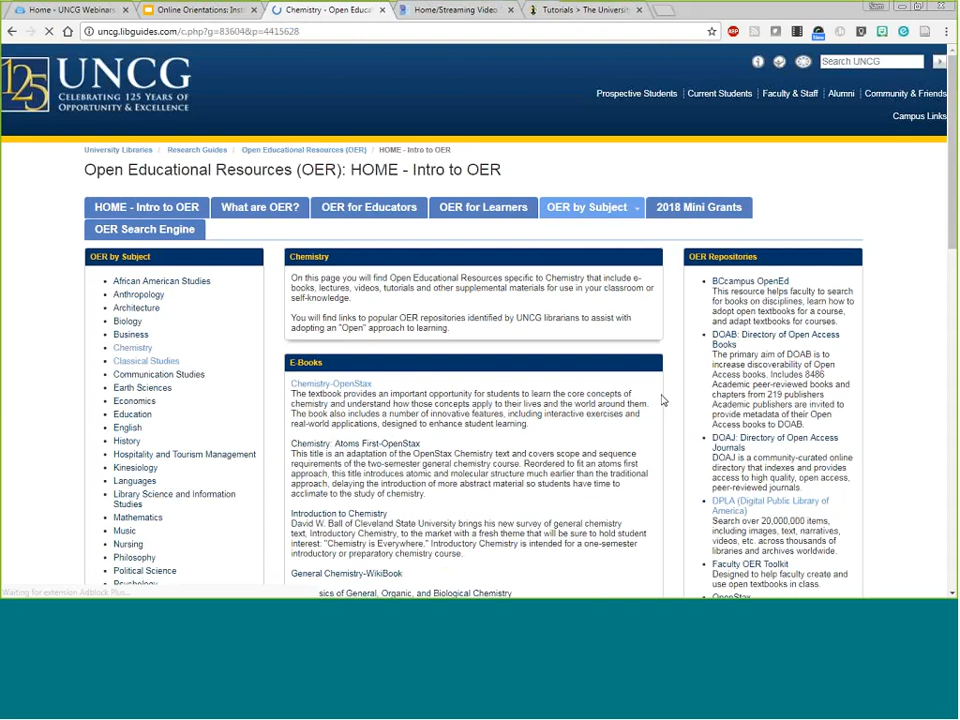 Home - UNCG Webinars
Online Orientations: Inst
Chemistry - Open Educa
Home/Streaming Video
Tutorials > The Universit
Sam
uncg.libguides.com/c.php?g=83604&p=4415628
ABP
New
125
UNCG
CELEBRATING 125 YEARS OF
OPPORTUNITY & EXCELLENCE
Search UNCG
Prospective Students
Current Students
Faculty & Staff
Alumni
Community & Friends
Campus Links
University Libraries / Research Guides / Open Educational Resources (OER) / HOME - Intro to OER
Open Educational Resources (OER): HOME - Intro to OER
HOME - Intro to OER
What are OER?
OER for Educators
OER for Learners
OER by Subject
2018 Mini Grants
OER Search Engine
OER by Subject
African American Studies
Anthropology
Architecture
Biology
Business
Chemistry
Classical Studies
Communication Studies
Earth Sciences
Economics
Education
English
History
Hospitality and Tourism Management
Kinesiology
Languages
Library Science and Information
Studies
Mathematics
Music
Nursing
Philosophy
Political Science
Psychology
Chemistry
On this page you will find Open Educational Resources specific to Chemistry that include e-
books, lectures, videos, tutorials and other supplemental materials for use in your classroom or
self-knowledge.
You will find links to popular OER repositories identified by UNCG librarians to assist with
adopting an "Open" approach to learning.
E-Books
Chemistry-OpenStax
The textbook provides an important opportunity for students to learn the core concepts of
chemistry and understand how those concepts apply to their lives and the world around them.
The book also includes a number of innovative features, including interactive exercises and
real-world applications, designed to enhance student learning.
Chemistry: Atoms First-OpenStax
This title is an adaptation of the OpenStax Chemistry text and covers scope and sequence
requirements of the two-semester general chemistry course. Reordered to fit an atoms first
approach, this title introduces atomic and molecular structure much earlier than the traditional
approach, delaying the introduction of more abstract material so students have time to
acclimate to the study of chemistry.
Introduction to Chemistry
David W. Ball of Cleveland State University brings his new survey of general chemistry
text, Introductory Chemistry, to the market with a fresh theme that will be sure to hold student
interest: "Chemistry is Everywhere." Introductory Chemistry is intended for a one-semester
introductory or preparatory chemistry course.
General Chemistry-WikiBook
sics of General, Organic, and Biological Chemistry
OER Repositories
BCcampus OpenEd
This resource helps faculty to search
for books on disciplines, learn how to
adopt open textbooks for a course,
and adapt textbooks for courses.
DOAB: Directory of Open Access
Books
The primary aim of DOAB is to
increase discoverability of Open
Access books. Includes 8486
Academic peer-reviewed books and
chapters from 219 publishers
Academic publishers are invited to
provide metadata of their Open
Access books to DOAB.
DOAJ: Directory of Open Access
Journals
DOAJ is a community-curated online
directory that indexes and provides
access to high quality, open access,
peer-reviewed journals.
DPLA (Digital Public Library of
America)
Search over 20,000,000 items,
including images, text, narratives,
videos, etc. across thousands of
libraries and archives worldwide.
Faculty OER Toolkit
Designed to help faculty create and
use open textbooks in class.
OpenStax
Waiting for extension Adblock Plus...